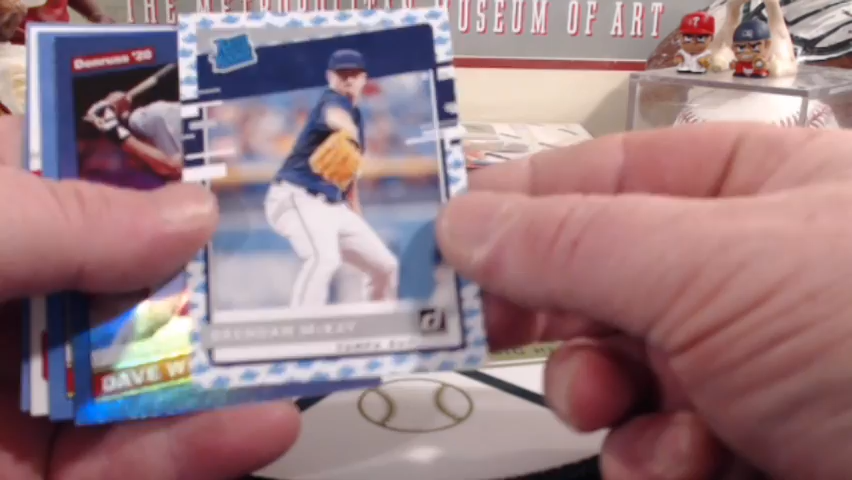 THE METROPOLITAN MUSEUM OF ART
Donruss '20
BRENDAN McKAY
TAMPA BAY
DAVE W